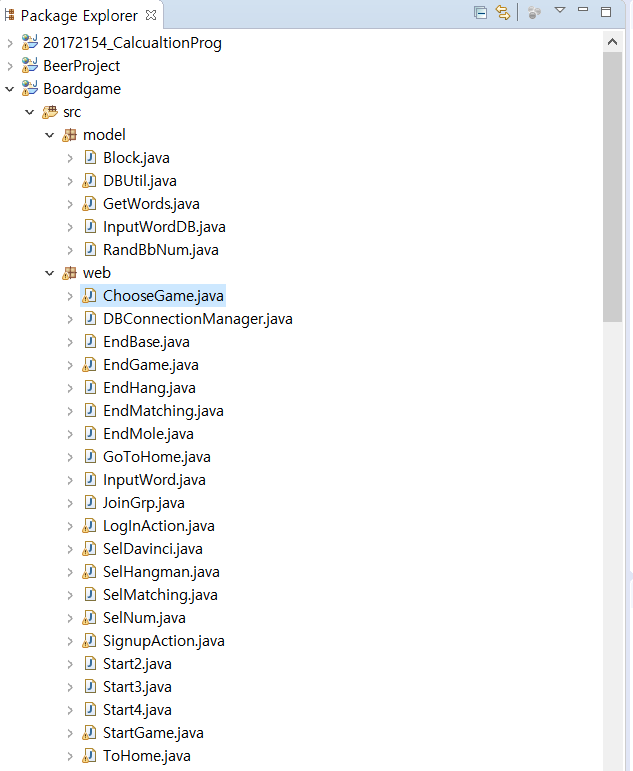 Package Explorer
20172154_CalcualtionProg
BeerProject
Boardgame
src
model
Block.java
DBUtil.java
GetWords.java
InputWordDB.java
RandBbNum.java
web
ChooseGame.java
DBConnectionManager.java
EndBase.java
EndGame.java
EndHang.java
EndMatching.java
EndMole.java
GoToHome.java
InputWord.java
JoinGrp.java
LogInAction.java
SelDavinci.java
SelHangman.java
SelMatching.java
SelNum.java
SignupAction.java
Start2.java
Start3.java
Start4.java
StartGame.java
ToHome.java